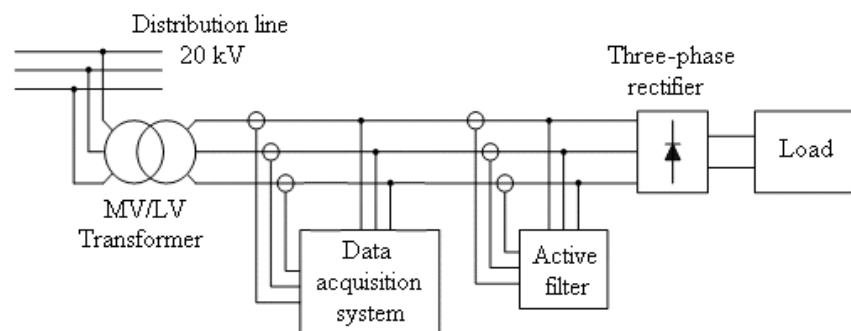 Distribution line
20 kV
Three-phase
rectifier
Load
MV/LV
Transformer
Data
acquisition
system
Active
filter